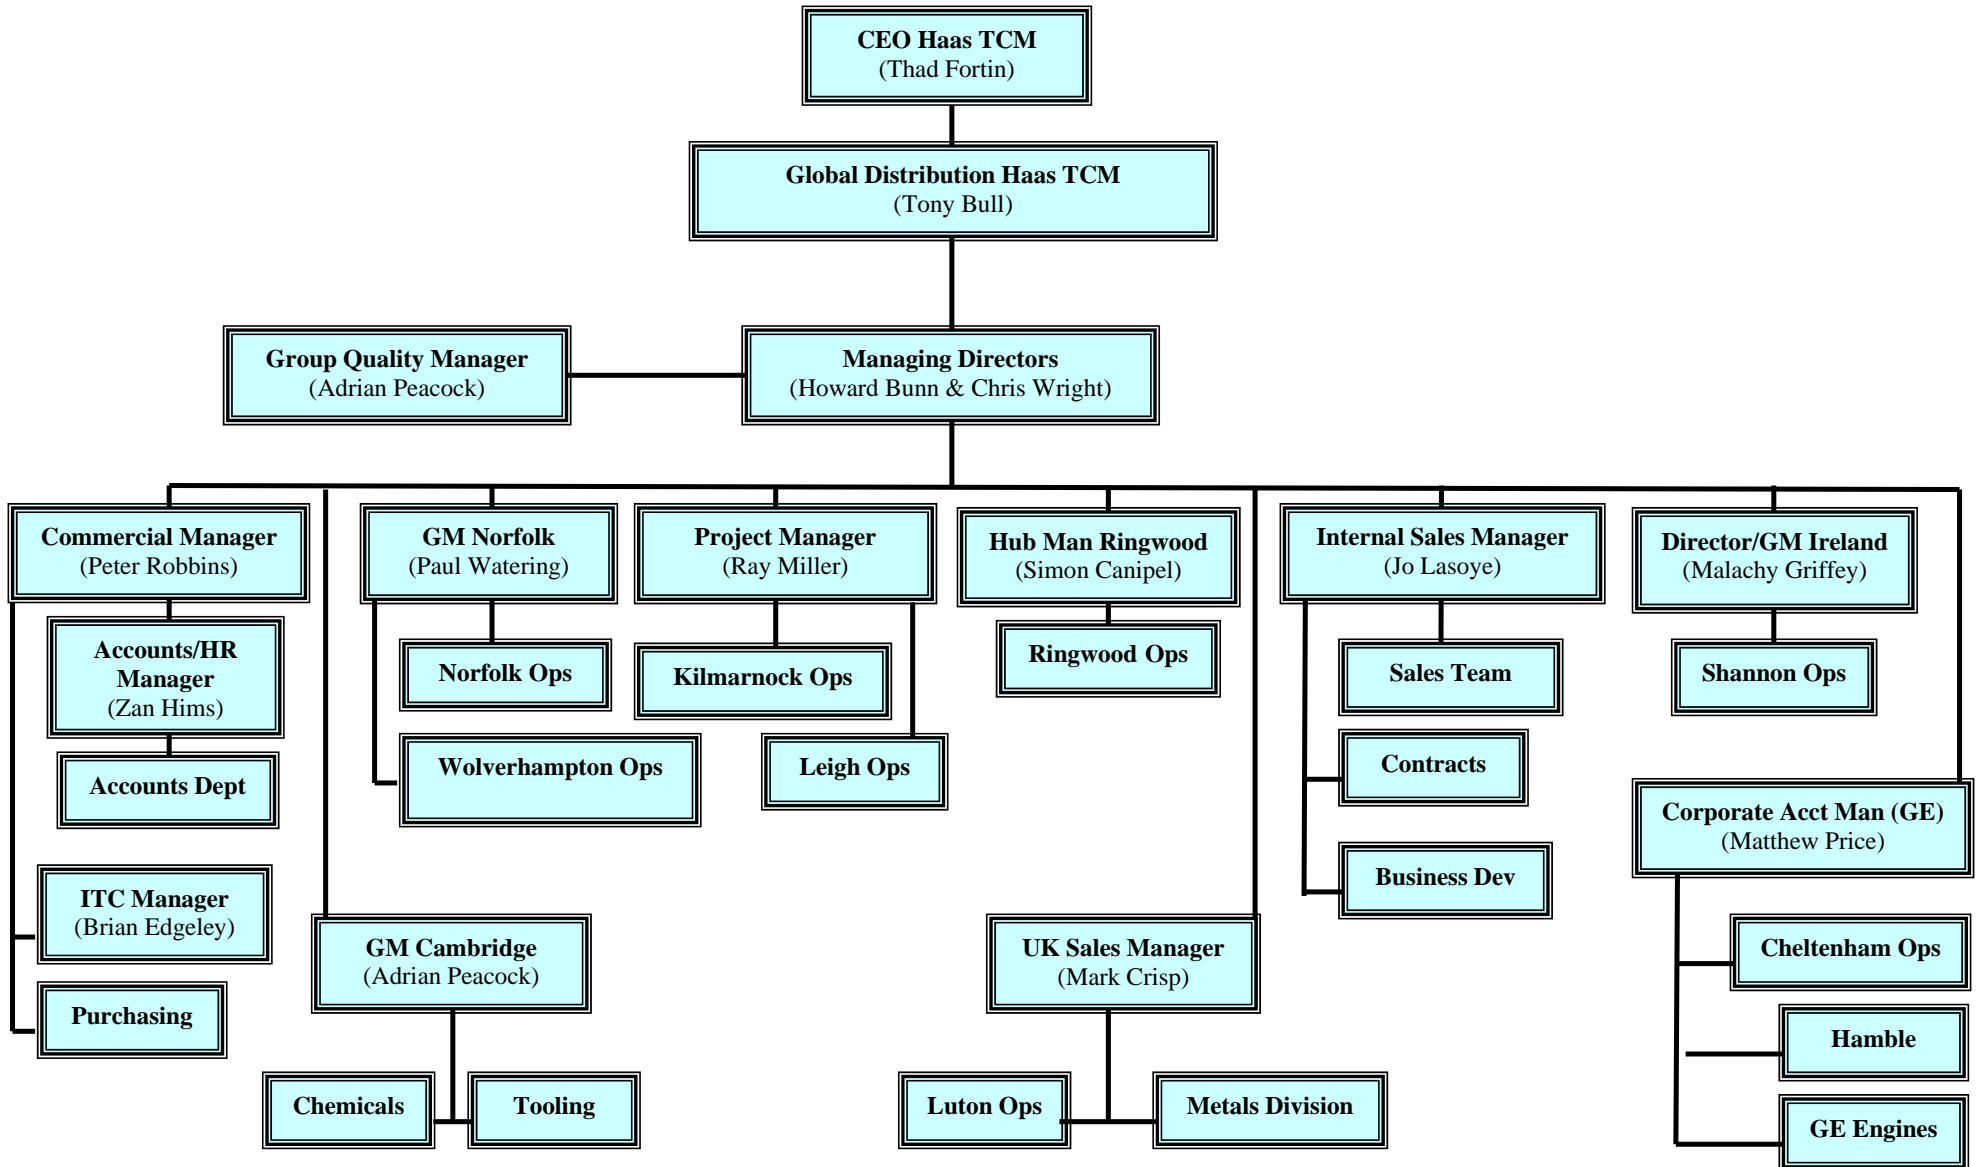 CEO Haas TCM
(Thad Fortin)
Global Distribution Haas TCM
(Tony Bull)
Group Quality Manager
(Adrian Peacock)
Managing Directors
(Howard Bunn & Chris Wright)
Commercial Manager
(Peter Robbins)
GM Norfolk
(Paul Watering)
Project Manager
(Ray Miller)
Hub Man Ringwood
(Simon Canipel)
Internal Sales Manager
(Jo Lasoye)
Director/GM Ireland
(Malachy Griffey)
Accounts/HR
Manager
(Zan Hims)
Norfolk Ops
Kilmarnock Ops
Ringwood Ops
Sales Team
Shannon Ops
Accounts Dept
Wolverhampton Ops
Leigh Ops
Contracts
Corporate Acct Man (GE)
(Matthew Price)
Business Dev
ITC Manager
(Brian Edgeley)
GM Cambridge
(Adrian Peacock)
UK Sales Manager
(Mark Crisp)
Cheltenham Ops
Purchasing
Hamble
Chemicals
Tooling
Luton Ops
Metals Division
GE Engines